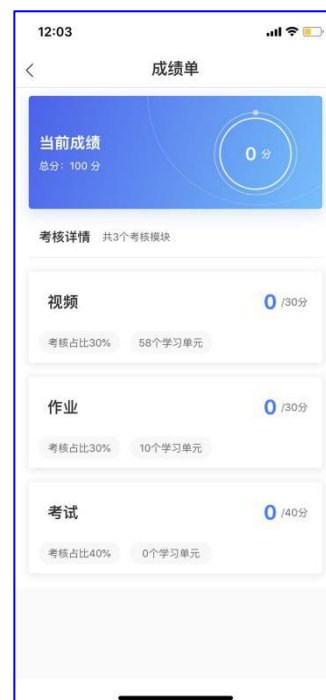 12:03
成绩单
当前成绩
总分：100 分
0 分
考核详情 共3个考核模块
视频 0 /30分
考核占比30% 58个学习单元
作业 0 /30分
考核占比30% 10个学习单元
考试 0 /40分
考核占比40% 0个学习单元